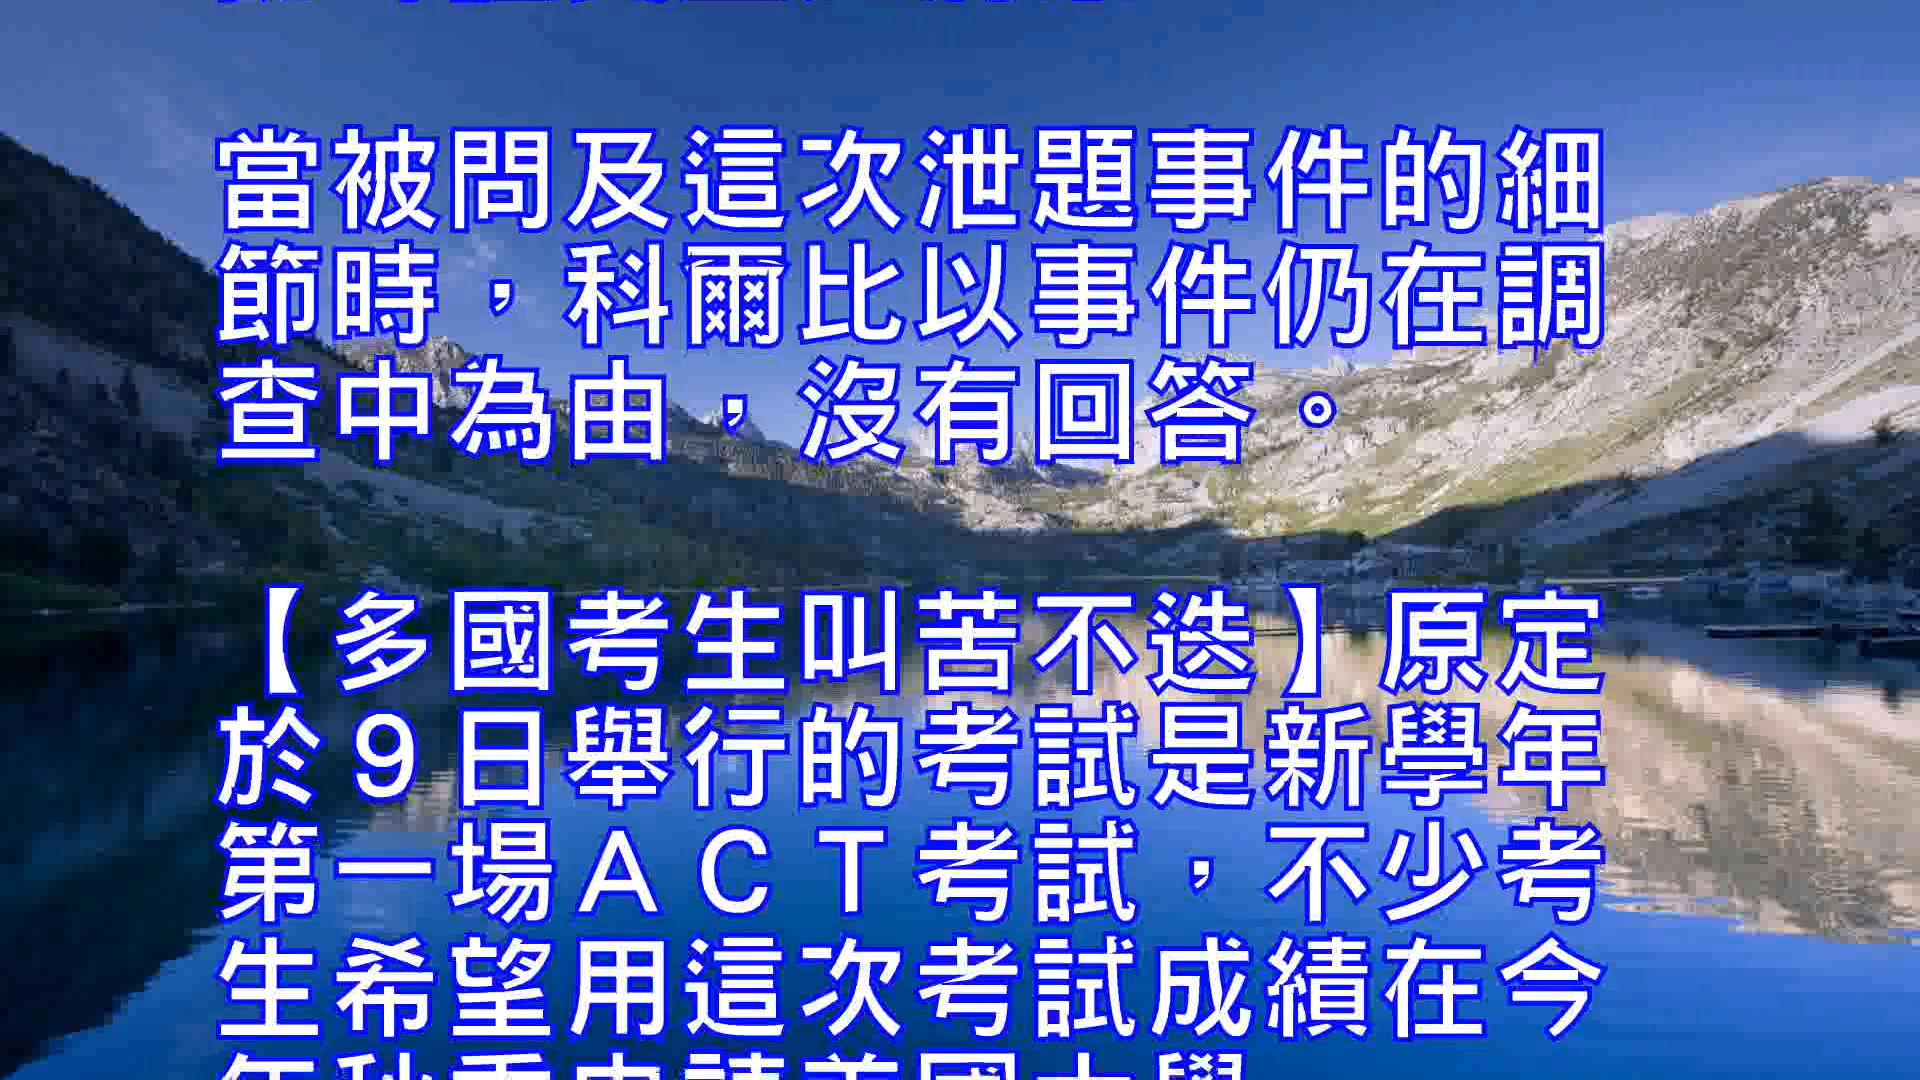 當被問及這次泄題事件的細
節時，科爾比以事件仍在調
查中為由，沒有回答。
【多國考生叫苦不迭】原定
於９日舉行的考試是新學年
第一場ＡＣＴ考試，不少考
生希望用這次考試成績在今